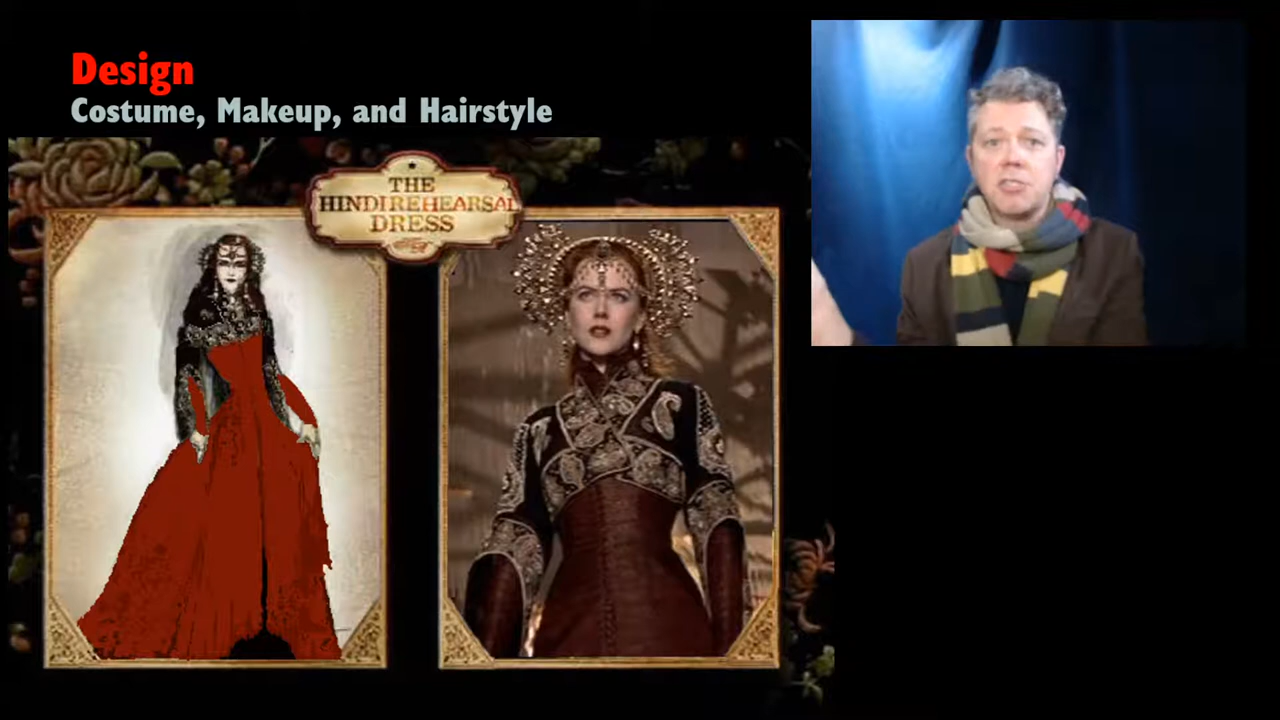 Design
Costume, Makeup, and Hairstyle
THE
HINDI REHEARSAL
DRESS